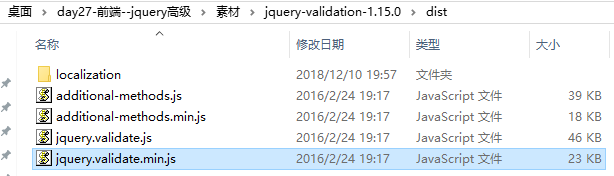 桌面 › day27-前端--jquery高级 › 素材 › jquery-validation-1.15.0 › dist
名称 修改日期 类型 大小
localization 2018/12/10 19:57 文件夹
additional-methods.js 2016/2/24 19:17 JavaScript 文件 39 KB
additional-methods.min.js 2016/2/24 19:17 JavaScript 文件 18 KB
jquery.validate.js 2016/2/24 19:17 JavaScript 文件 46 KB
jquery.validate.min.js 2016/2/24 19:17 JavaScript 文件 23 KB